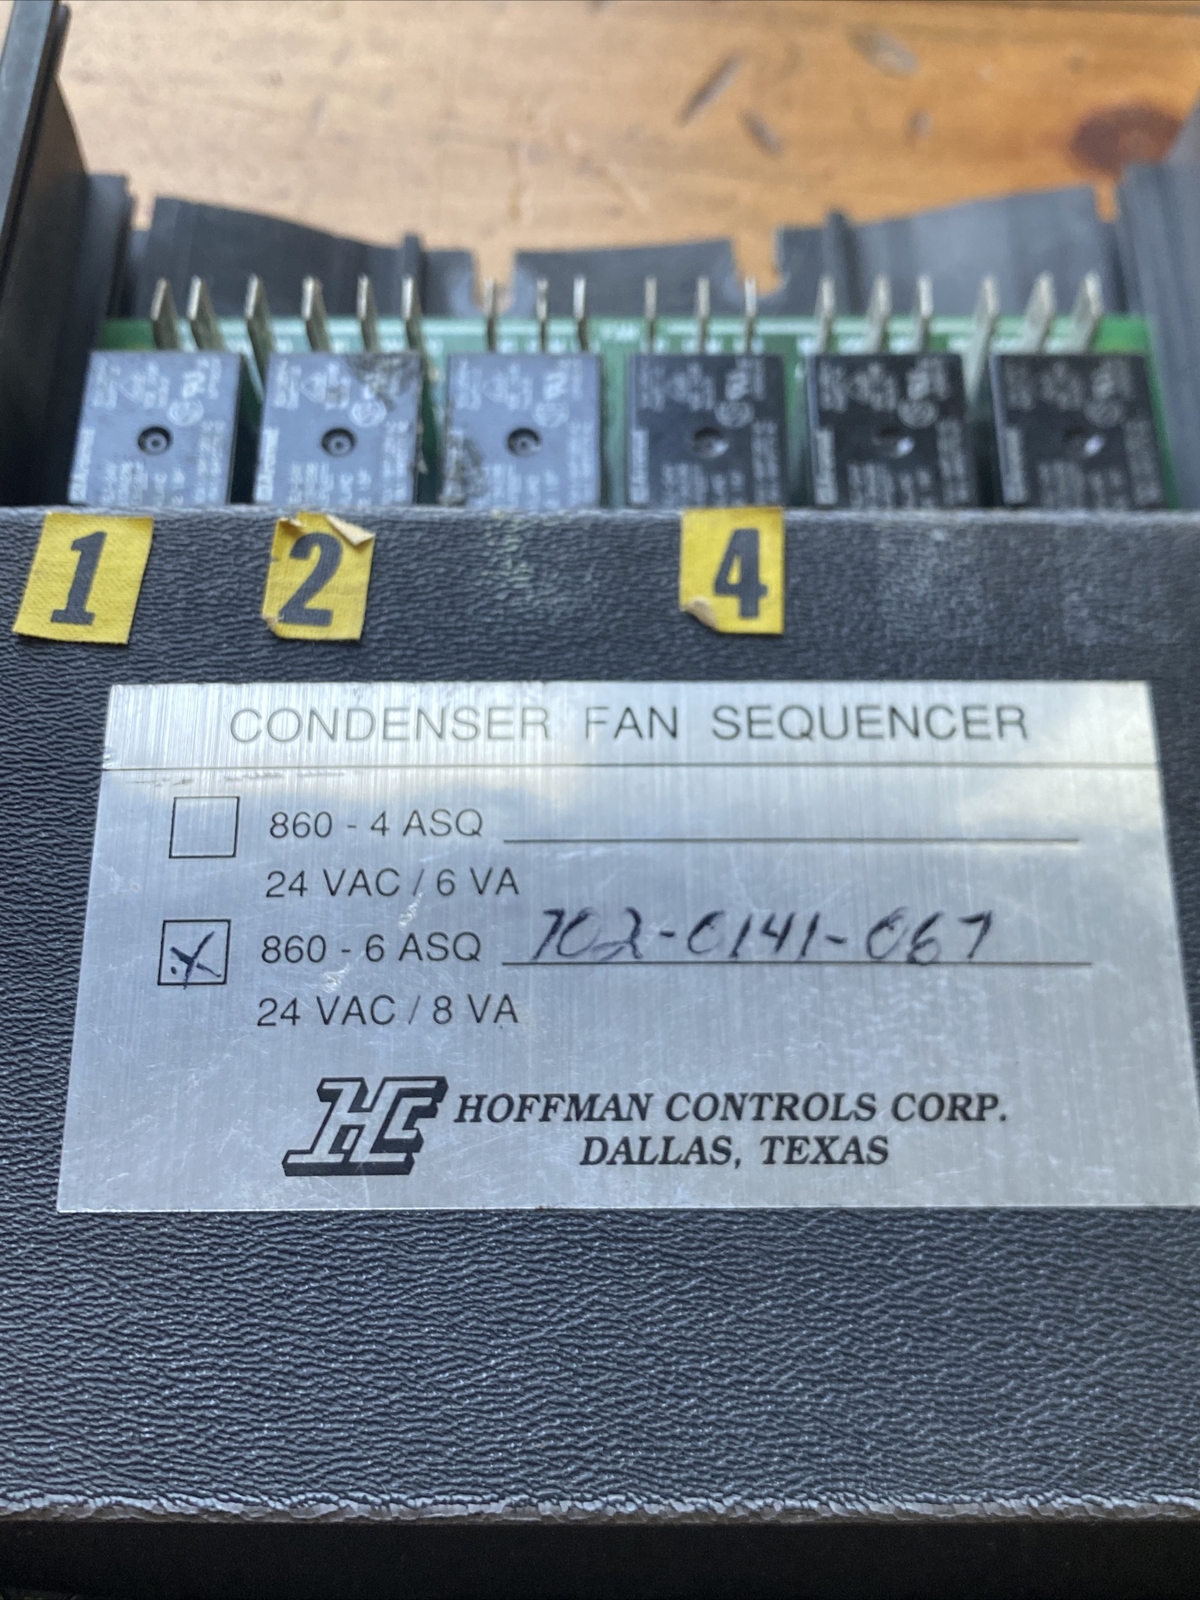 1 2 4
CONDENSER FAN SEQUENCER
860 - 4 ASQ
24 VAC / 6 VA
X 860 - 6 ASQ 702-0141-067
24 VAC / 8 VA
HC HOFFMAN CONTROLS CORP.
DALLAS, TEXAS